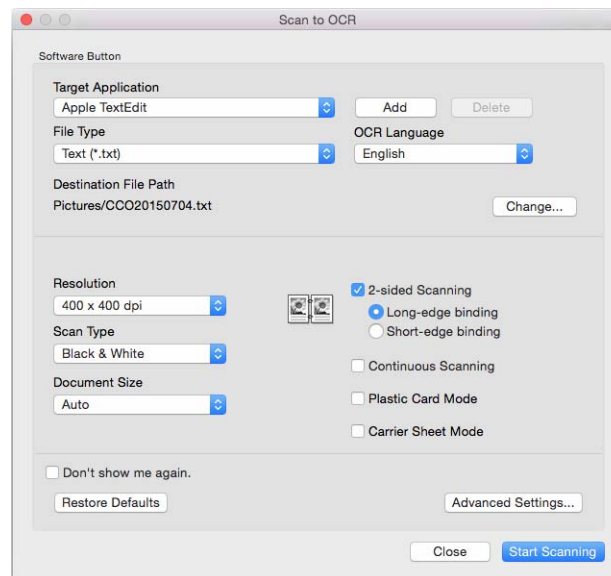 Scan to OCR
Software Button
Target Application
Apple TextEdit
Add
Delete
File Type
OCR Language
Text (*.txt)
English
Destination File Path
Pictures/CCO20150704.txt
Change...
Resolution
400 x 400 dpi
2-sided Scanning
Long-edge binding
Scan Type
Short-edge binding
Black & White
Continuous Scanning
Document Size
Auto
Plastic Card Mode
Carrier Sheet Mode
Don't show me again.
Restore Defaults
Advanced Settings...
Close
Start Scanning